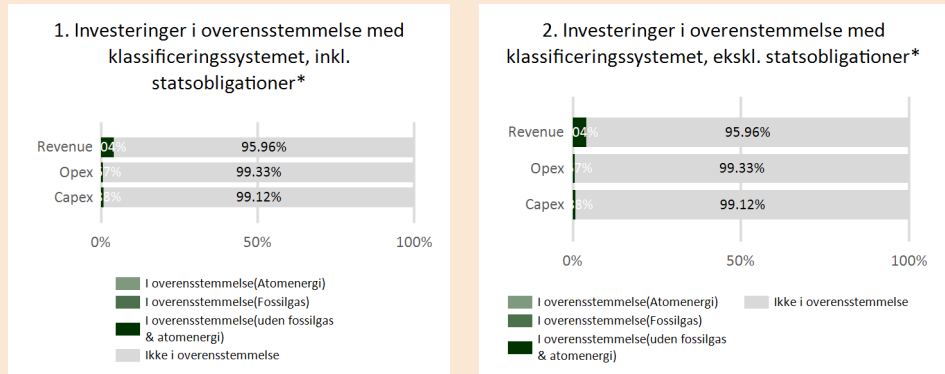 1. Investeringer i overensstemmelse med
klassificeringssystemet, inkl.
statsobligationer*
Revenue
95.96%
Opex
99.33%
Capex
99.12%
0%
50%
100%
I overensstemmelse(Atomenergi)
I overensstemmelse(Fossilgas)
I overensstemmelse(uden fossilgas
& atomenergi)
Ikke i overensstemmelse
2. Investeringer i overenstemmelse med
klassificeringssystemet, ekskl. statsobligationer*
Revenue
95.96%
Opex
99.33%
Capex
99.12%
0%
50%
100%
I overensstemmelse(Atomenergi)
Ikke i overensstemmelse
I overensstemmelse(Fossilgas)
I overensstemmelse(uden fossilgas
& atomenergi)